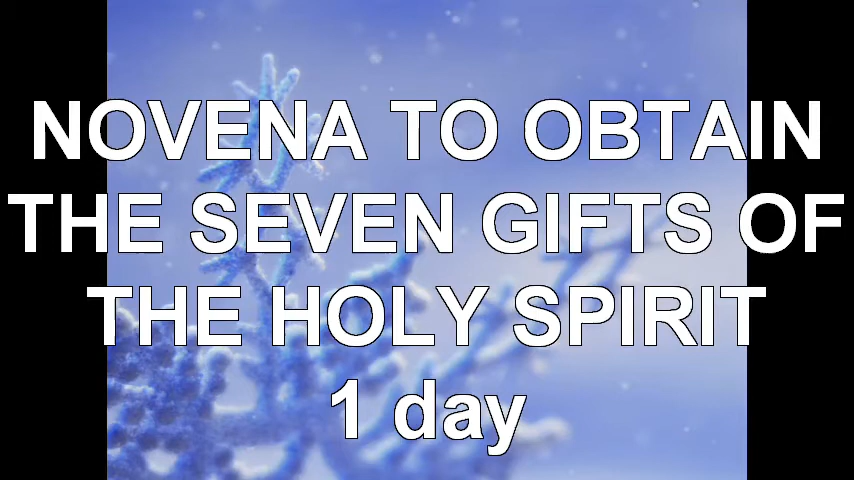 NOVENA TO OBTAIN
THE SEVEN GIFTS OF
THE HOLY SPIRIT
1 day